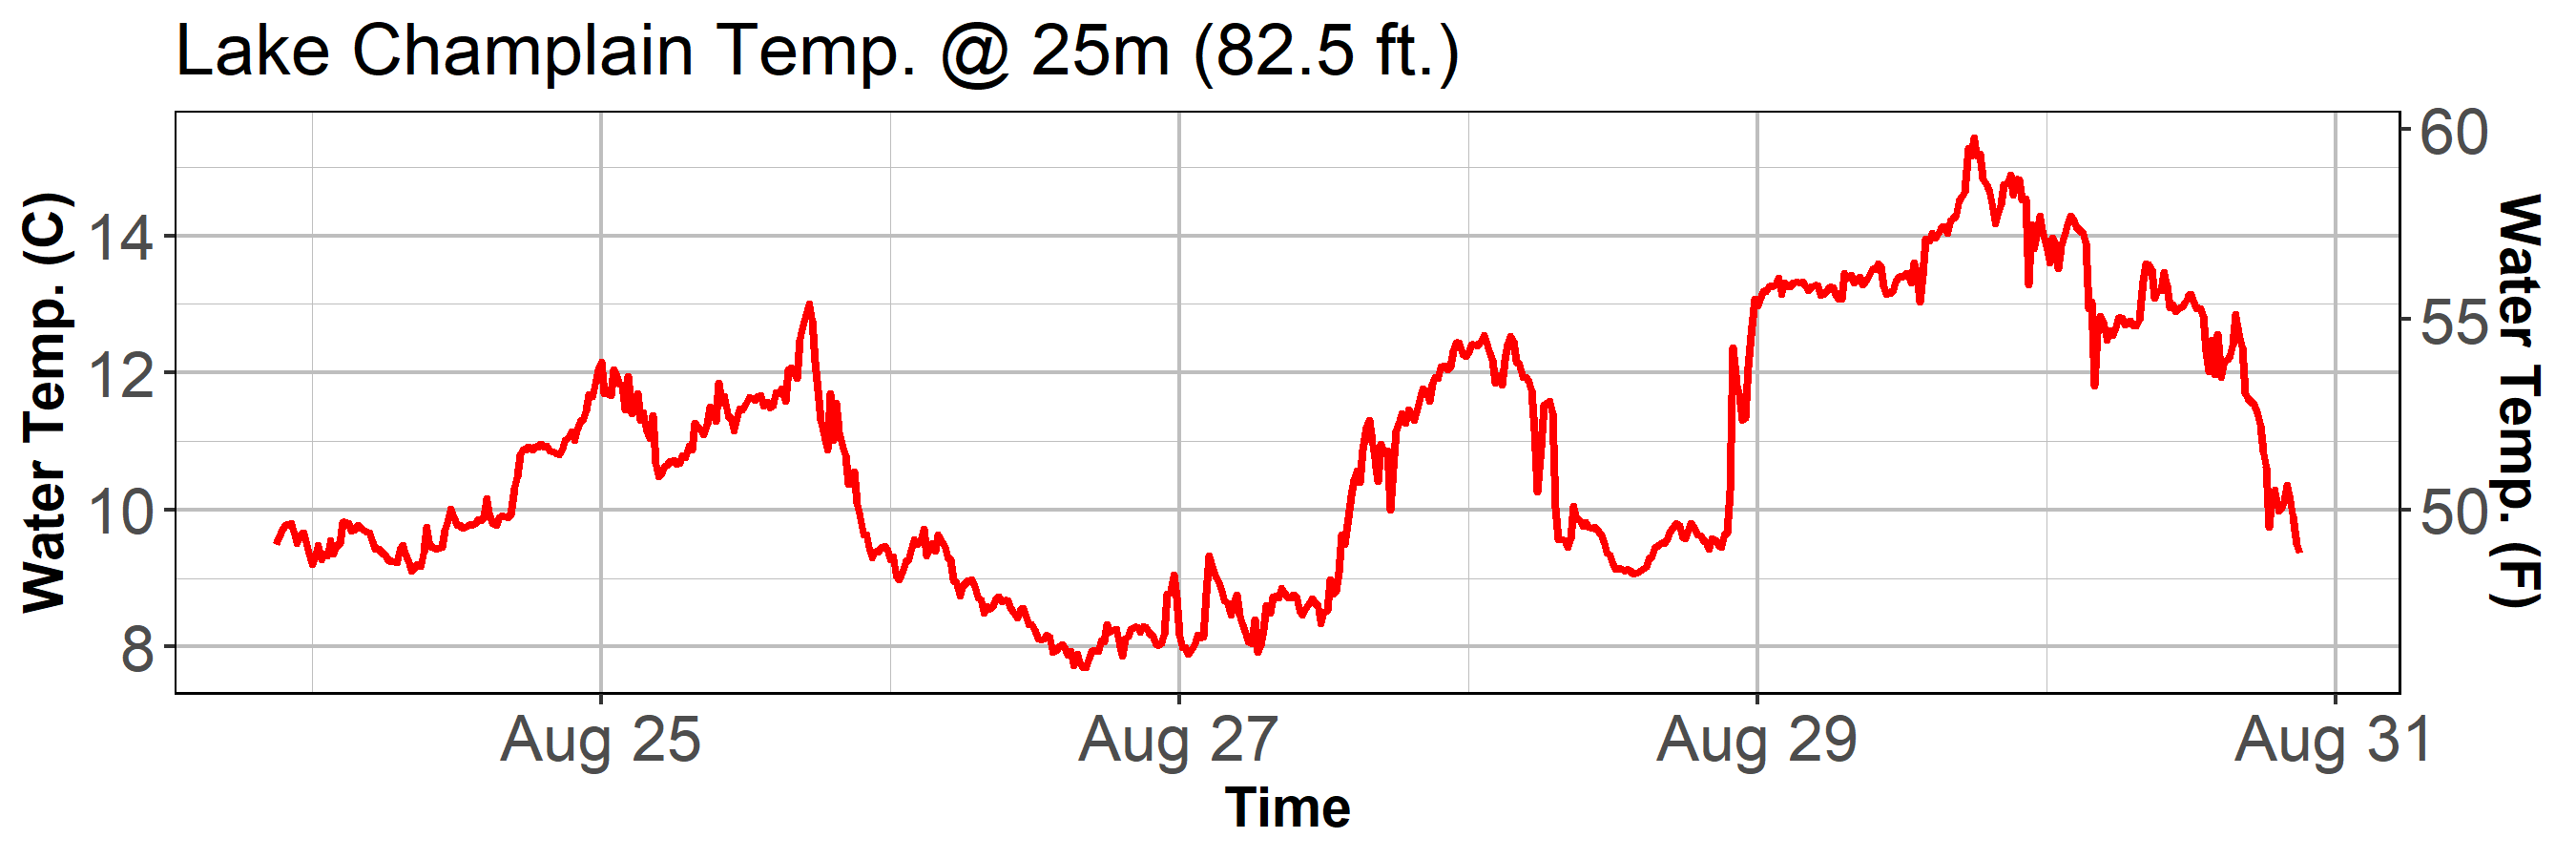 Lake Champlain Temp. @ 25m (82.5 ft.)
Water Temp. (C)
14
12
10
8
60
55
50
Water Temp. (F)
Aug 25
Aug 27
Aug 29
Aug 31
Time